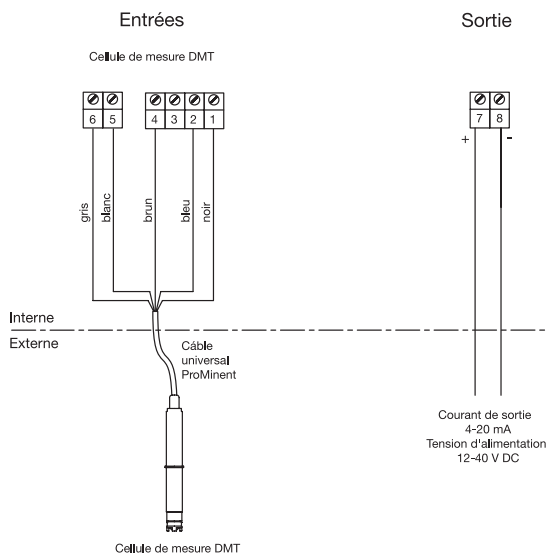 Entrées
Sortie
Cellule de mesure DMT
6 5 4 3 2 1
7 8
+ -
gris
blanc
brun
bleu
noir
Interne
Externe
Câble
universal
ProMinent
Courant de sortie
4-20 mA
Tension d'alimentation
12-40 V DC
Cellule de mesure DMT